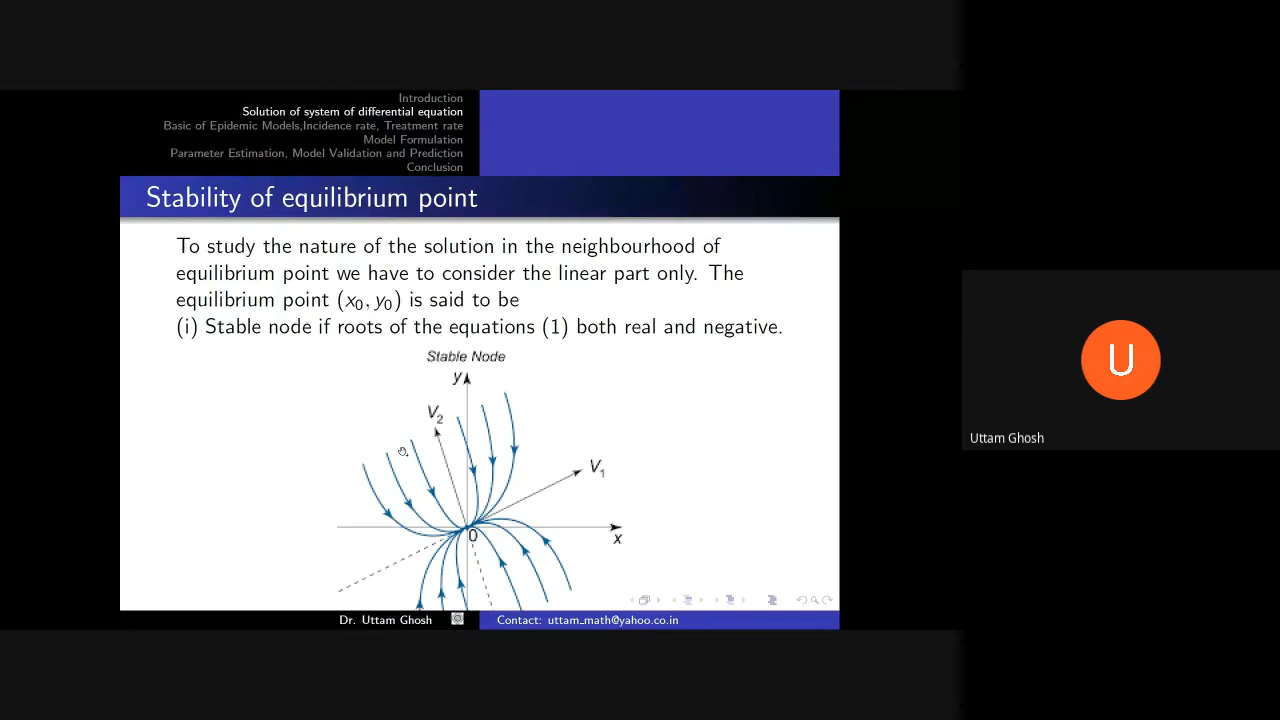 Introduction
Solution of system of differential equation
Basic of Epidemic Models,Incidence rate, Treatment rate
Model Formulation
Parameter Estimation, Model Validation and Prediction
Conclusion
Stability of equilibrium point
To study the nature of the solution in the neighbourhood of
equilibrium point we have to consider the linear part only. The
equilibrium point (x₀, y₀) is said to be
(i) Stable node if roots of the equations (1) both real and negative.
Stable Node
y
V₂
V₁
0
x
U
Uttam Ghosh
Dr. Uttam Ghosh
Contact: uttam_math@yahoo.co.in